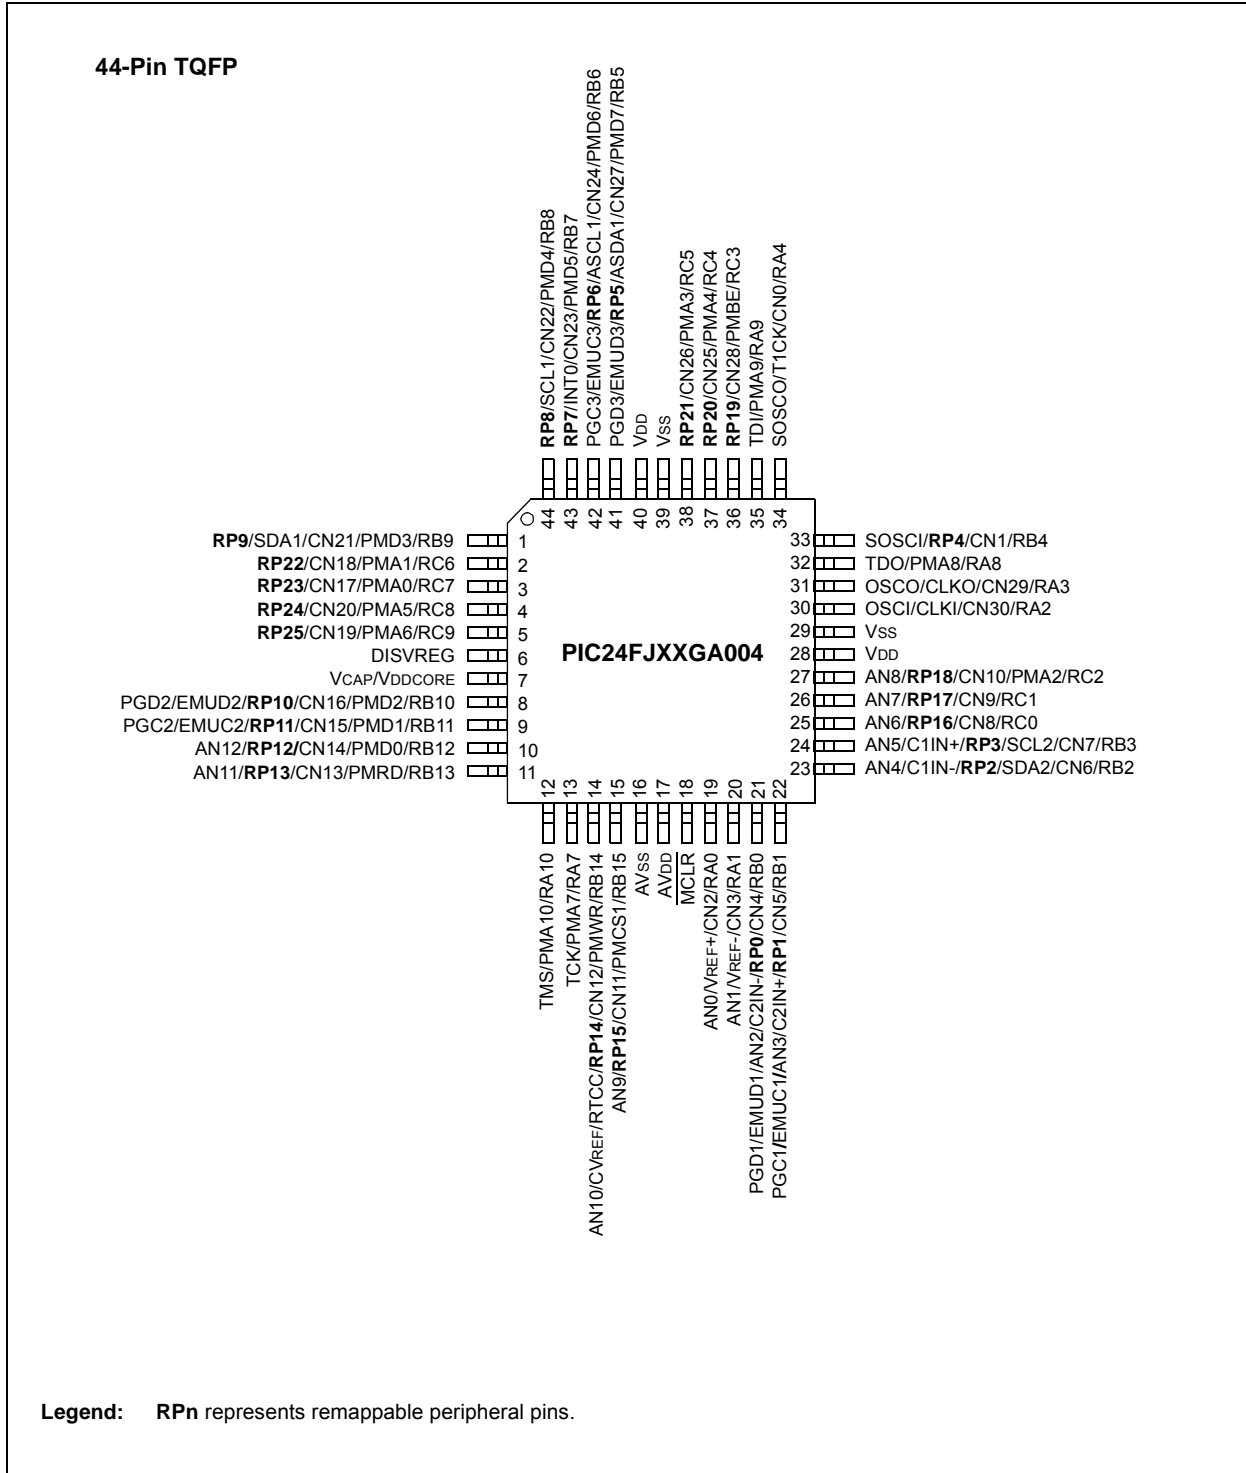 44-Pin TQFP
RP8/SCL1/CN22/PMD4/RB8
RP7/INT0/CN23/PMD5/RB7
PGC3/EMUC3/RP6/ASCL1/CN24/PMD6/RB6
PGD3/EMUD3/RP5/ASDA1/CN27/PMD7/RB5
VDD
VSS
RP21/CN26/PMA3/RC5
RP20/CN25/PMA4/RC4
RP19/CN28/PMBE/RC3
TDI/PMA9/RA9
SOSCO/T1CK/CN0/RA4
44
43
42
41
40
39
38
37
36
35
34
RP9/SDA1/CN21/PMD3/RB9 1
RP22/CN18/PMA1/RC6 2
RP23/CN17/PMA0/RC7 3
RP24/CN20/PMA5/RC8 4
RP25/CN19/PMA6/RC9 5
DISVREG 6
VCAP/VDDCORE 7
PGD2/EMUD2/RP10/CN16/PMD2/RB10 8
PGC2/EMUC2/RP11/CN15/PMD1/RB11 9
AN12/RP12/CN14/PMD0/RB12 10
AN11/RP13/CN13/PMRD/RB13 11
PIC24FJXXGA004
33 SOSCI/RP4/CN1/RB4
32 TDO/PMA8/RA8
31 OSCO/CLKO/CN29/RA3
30 OSCI/CLKI/CN30/RA2
29 VSS
28 VDD
27 AN8/RP18/CN10/PMA2/RC2
26 AN7/RP17/CN9/RC1
25 AN6/RP16/CN8/RC0
24 AN5/C1IN+/RP3/SCL2/CN7/RB3
23 AN4/C1IN-/RP2/SDA2/CN6/RB2
12
13
14
15
16
17
18
19
20
21
22
TMS/PMA10/RA10
TCK/PMA7/RA7
AN10/CVREF/RTCC/RP14/CN12/PMWR/RB14
AN9/RP15/CN11/PMCS1/RB15
AVSS
AVDD
MCLR
AN0/VREF+/CN2/RA0
AN1/VREF-/CN3/RA1
PGD1/EMUD1/AN2/C2IN-/RP0/CN4/RB0
PGC1/EMUC1/AN3/C2IN+/RP1/CN5/RB1
Legend: RPn represents remappable peripheral pins.